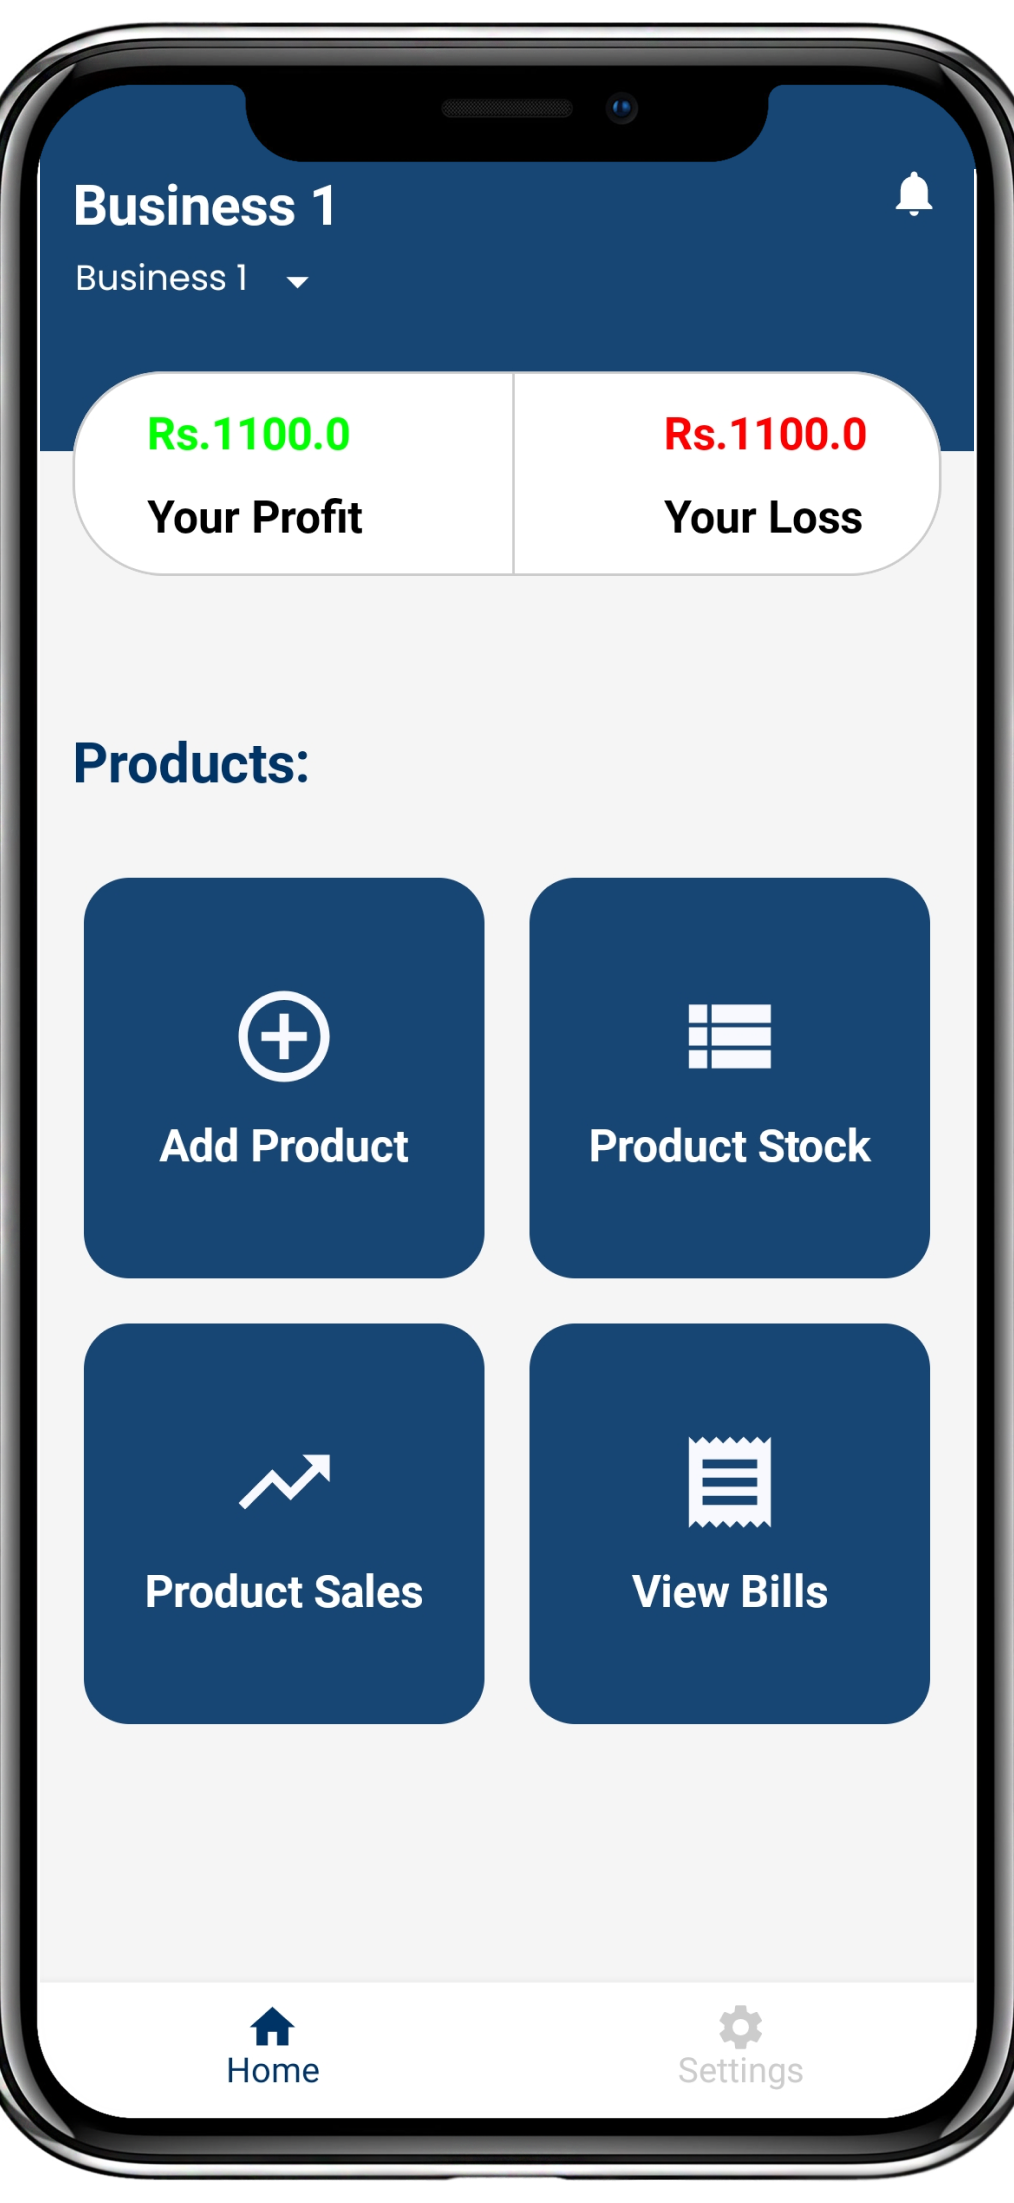 Business 1
Business 1
Rs.1100.0
Your Profit
Rs.1100.0
Your Loss
Products:
Add Product
Product Stock
Product Sales
View Bills
Home
Settings